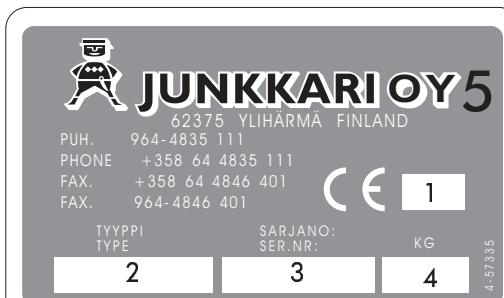 JUNKKARI OY 5
62375 YLIHÄRMÄ FINLAND
PUH. 964-4835 111
PHONE +358 64 4835 111
FAX. +358 64 4846 401
FAX. 964-4846 401
CE 1
TYYPPI SARJANO:
TYPE SER.NR: KG
2 3 4
4-57335